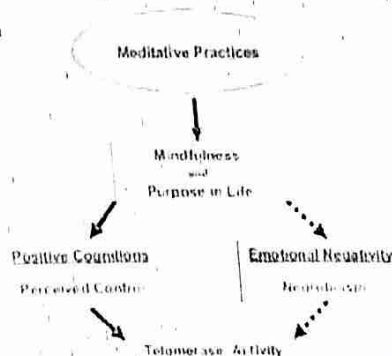 Meditative Practices
Mindfulness
and
Purpose in Life
Positive Cognitions
Emotional Negativity
Perceived Control
Neuroticism
Telomerase Activity